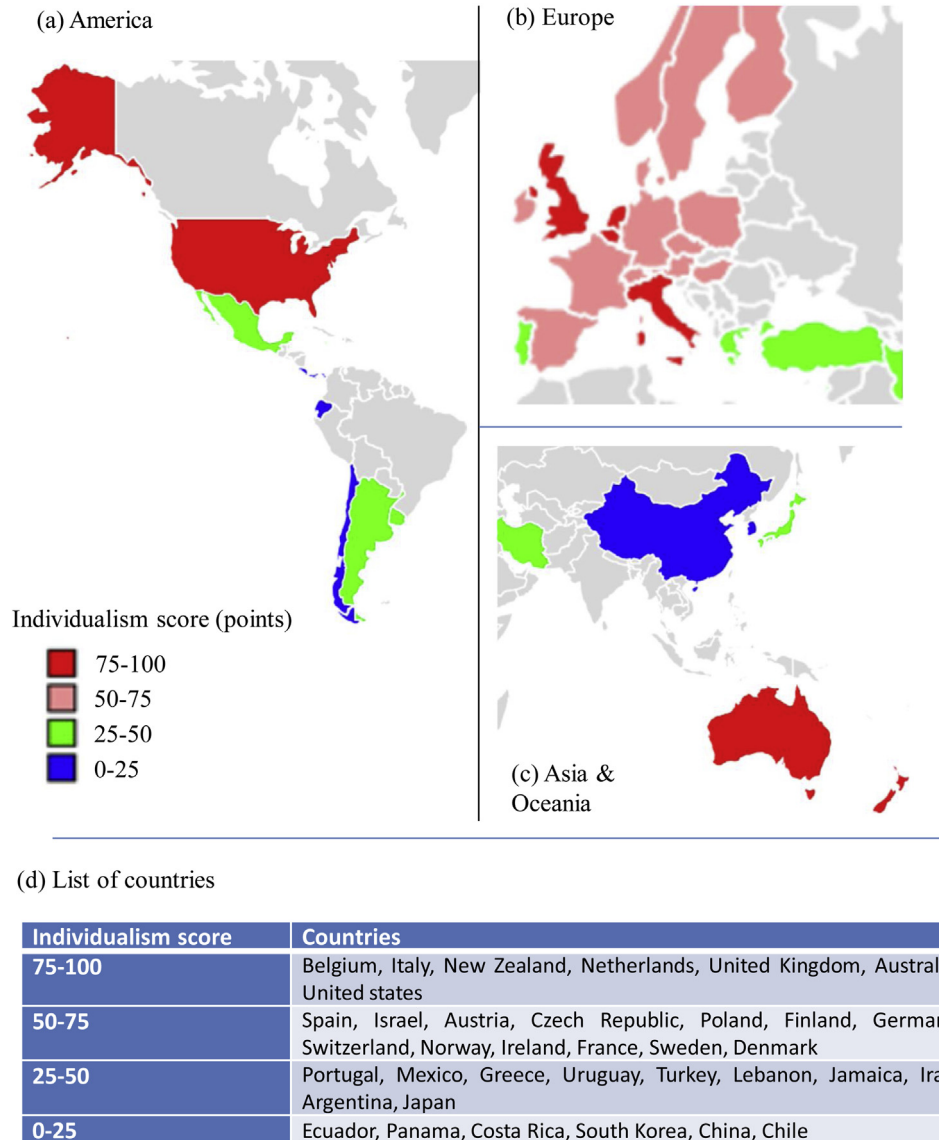 (a) America
(b) Europe
Individualism score (points)
75-100
50-75
25-50
0-25
(c) Asia &
Oceania
(d) List of countries
Individualism score Countries
75-100 Belgium, Italy, New Zealand, Netherlands, United Kingdom,
United states
50-75 Spain, Israel, Austria, Czech Republic, Poland, Finland,
Switzerland, Norway, Ireland, France, Sweden, Denmark
25-50 Portugal, Mexico, Greece, Uruguay, Turkey, Lebanon, Jamaica,
Argentina, Japan
0-25 Ecuador, Panama, Costa Rica, South Korea, China, Chile